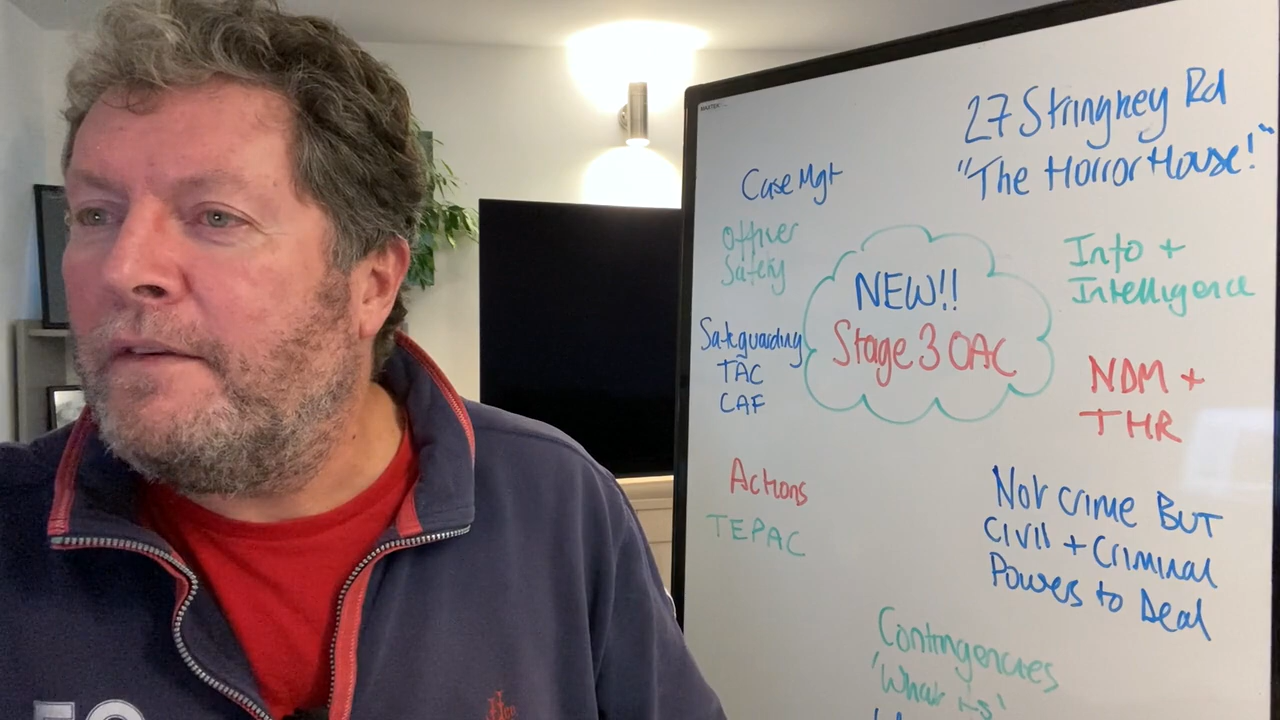 27 Stringhey Rd
"The Horror House!"
Case Mgt
Officer
Safety
NEW!!
Stage 3 OAC
Info +
Intelligence
Safeguarding
TAC
CAF
NDM +
THR
Actions
TEPAC
Not crime BUT
Civil + Criminal
Powers to Deal
Contingencies
'What ifs'